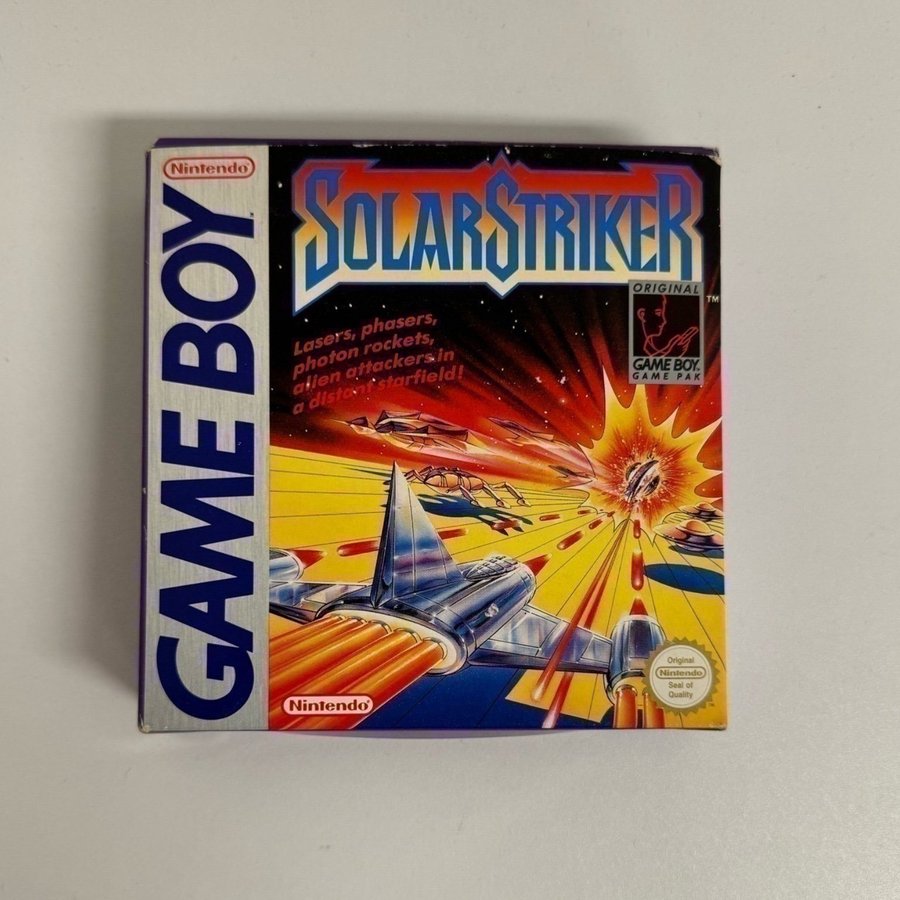 Nintendo
GAME BOY
TM
SOLARSTRIKER
ORIGINAL
TM
GAME BOY
GAME PAK
Lasers, phasers,
photon rockets,
alien attackers in
a distant starfield!
Nintendo
Original
Nintendo
Seal of
Quality